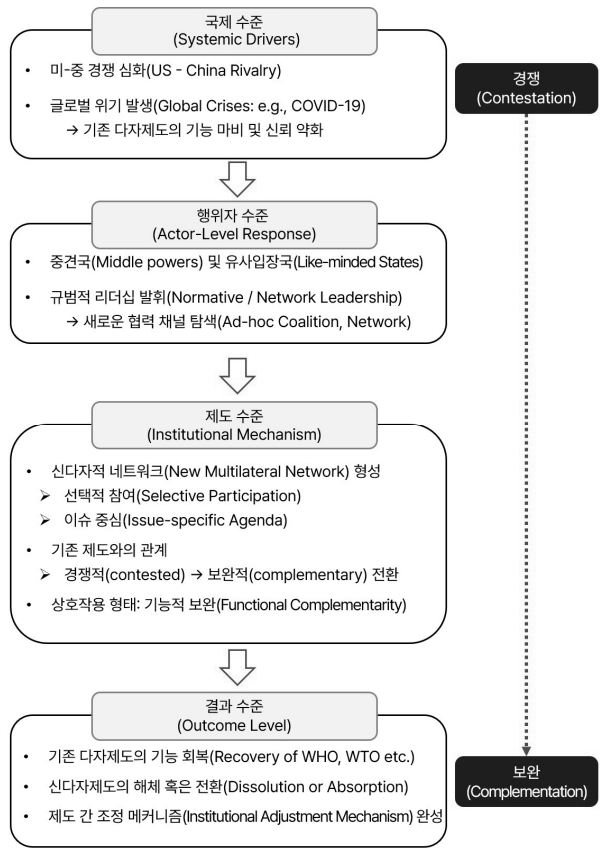 국제 수준
(Systemic Drivers)
• 미-중 경쟁 심화(US - China Rivalry)
• 글로벌 위기 발생(Global Crises: e.g., COVID-19)
→ 기존 다자제도의 기능 마비 및 신뢰 약화
경쟁
(Contestation)
행위자 수준
(Actor-Level Response)
• 중견국(Middle powers) 및 유사입장국(Like-minded States)
• 규범적 리더십 발휘(Normative / Network Leadership)
→ 새로운 협력 채널 탐색(Ad-hoc Coalition, Network)
제도 수준
(Institutional Mechanism)
• 신다자적 네트워크(New Multilateral Network) 형성
➢ 선택적 참여(Selective Participation)
➢ 이슈 중심(Issue-specific Agenda)
• 기존 제도와의 관계
➢ 경쟁적(contested) → 보완적(complementary) 전환
• 상호작용 형태: 기능적 보완(Functional Complementarity)
결과 수준
(Outcome Level)
• 기존 다자제도의 기능 회복(Recovery of WHO, WTO etc.)
• 신다자제도의 해체 혹은 전환(Dissolution or Absorption)
• 제도 간 조정 메커니즘(Institutional Adjustment Mechanism) 완성
보완
(Complementation)